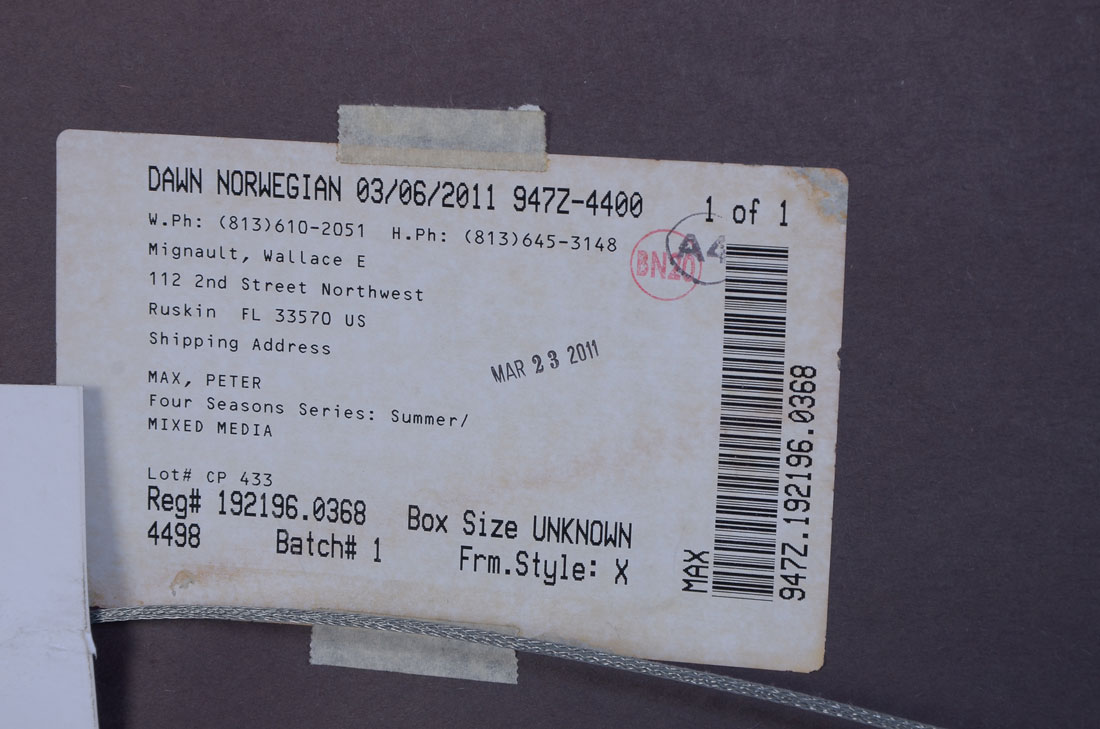 DAWN NORWEGIAN 03/06/2011 947Z-4400 1 of 1
W.Ph: (813)610-2051 H.Ph: (813)645-3148
A4
BNZO
Mignault, Wallace E
112 2nd Street Northwest
Ruskin FL 33570 US
Shipping Address
MAR 23 2011
MAX, PETER
Four Seasons Series: Summer/
MIXED MEDIA
Lot# CP 433
Reg# 192196.0368 Box Size UNKNOWN
4498 Batch# 1 Frm.Style: X
MAX
947Z.192196.0368